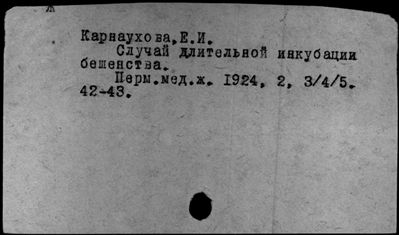 Карнаухова,Е.И.
Случай длительной инкубации
бешенства.
Перм.мед.ж. 1924, 2, 3/4/5.
42-43.